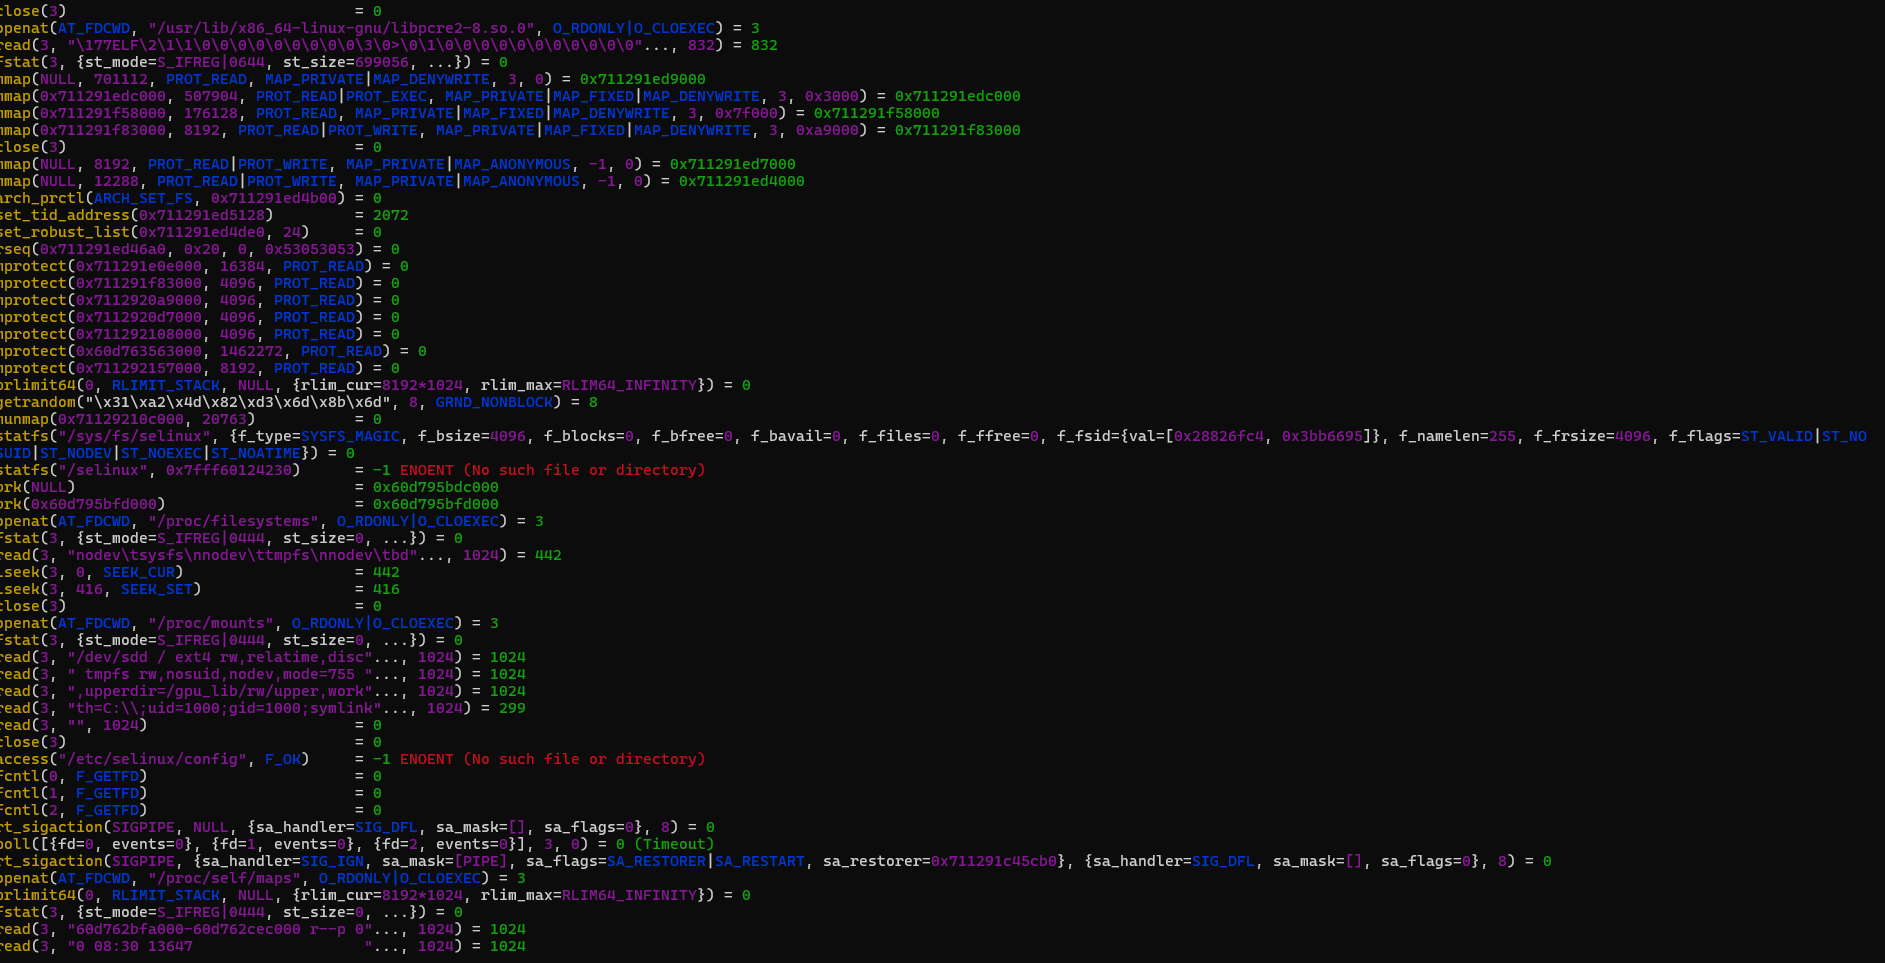 close(3)                                = 0
openat(AT_FDCWD, "/usr/lib/x86_64-linux-gnu/libpcre2-8.so.0", O_RDONLY|O_CLOEXEC) = 3
read(3, "\177ELF\2\1\1\0\0\0\0\0\0\0\0\0\3\0>\0\1\0\0\0\0\0\0\0\0\0\0\0"..., 832) = 832
fstat(3, {st_mode=S_IFREG|0644, st_size=699056, ...}) = 0
mmap(NULL, 701112, PROT_READ, MAP_PRIVATE|MAP_DENYWRITE, 3, 0) = 0x711291ed9000
mmap(0x711291edc000, 507904, PROT_READ|PROT_EXEC, MAP_PRIVATE|MAP_FIXED|MAP_DENYWRITE, 3, 0x3000) = 0x711291edc000
mmap(0x711291f58000, 176128, PROT_READ, MAP_PRIVATE|MAP_FIXED|MAP_DENYWRITE, 3, 0x7f000) = 0x711291f58000
mmap(0x711291f83000, 8192, PROT_READ|PROT_WRITE, MAP_PRIVATE|MAP_FIXED|MAP_DENYWRITE, 3, 0xa9000) = 0x711291f83000
close(3)                                = 0
mmap(NULL, 8192, PROT_READ|PROT_WRITE, MAP_PRIVATE|MAP_ANONYMOUS, -1, 0) = 0x711291ed7000
mmap(NULL, 12288, PROT_READ|PROT_WRITE, MAP_PRIVATE|MAP_ANONYMOUS, -1, 0) = 0x711291ed4000
arch_prctl(ARCH_SET_FS, 0x711291ed4b00) = 0
set_tid_address(0x711291ed5128)         = 2072
set_robust_list(0x711291ed4de0, 24)     = 0
rseq(0x711291ed46a0, 0x20, 0, 0x53053053) = 0
mprotect(0x711291e0e000, 16384, PROT_READ) = 0
mprotect(0x711291f83000, 4096, PROT_READ) = 0
mprotect(0x7112920a9000, 4096, PROT_READ) = 0
mprotect(0x7112920d7000, 4096, PROT_READ) = 0
mprotect(0x711292108000, 4096, PROT_READ) = 0
mprotect(0x60d763563000, 1462272, PROT_READ) = 0
mprotect(0x711292157000, 8192, PROT_READ) = 0
prlimit64(0, RLIMIT_STACK, NULL, {rlim_cur=8192*1024, rlim_max=RLIM64_INFINITY}) = 0
getrandom("\x31\xa2\x4d\x82\xd3\x6d\x8b\x6d", 8, GRND_NONBLOCK) = 8
munmap(0x71129210c000, 20763)           = 0
statfs("/sys/fs/selinux", {f_type=SYSFS_MAGIC, f_bsize=4096, f_blocks=0, f_bfree=0, f_bavail=0, f_files=0, f_ffree=0, f_fsid={val=[0x28826fc4, 0x3bb6695]}, f_namelen=255, f_frsize=4096, f_flags=ST_VALID|ST_NO
SUID|ST_NODEV|ST_NOEXEC|ST_NOATIME}) = 0
statfs("/selinux", 0x7fff60124230)      = -1 ENOENT (No such file or directory)
brk(NULL)                               = 0x60d795bdc000
brk(0x60d795bfd000)                     = 0x60d795bfd000
openat(AT_FDCWD, "/proc/filesystems", O_RDONLY|O_CLOEXEC) = 3
fstat(3, {st_mode=S_IFREG|0444, st_size=0, ...}) = 0
read(3, "nodev\tsysfs\nnodev\ttmpfs\nnodev\tbd"..., 1024) = 442
lseek(3, 0, SEEK_CUR)                   = 442
lseek(3, 416, SEEK_SET)                 = 416
close(3)                                = 0
openat(AT_FDCWD, "/proc/mounts", O_RDONLY|O_CLOEXEC) = 3
fstat(3, {st_mode=S_IFREG|0444, st_size=0, ...}) = 0
read(3, "/dev/sdd / ext4 rw,relatime,disc"..., 1024) = 1024
read(3, " tmpfs rw,nosuid,nodev,mode=755 "..., 1024) = 1024
read(3, ",upperdir=/gpu_lib/rw/upper,work"..., 1024) = 1024
read(3, "th=C:\\;uid=1000;gid=1000;symlink"..., 1024) = 299
read(3, "", 1024)                       = 0
close(3)                                = 0
access("/etc/selinux/config", F_OK)     = -1 ENOENT (No such file or directory)
fcntl(0, F_GETFD)                       = 0
fcntl(1, F_GETFD)                       = 0
fcntl(2, F_GETFD)                       = 0
rt_sigaction(SIGPIPE, NULL, {sa_handler=SIG_DFL, sa_mask=[], sa_flags=0}, 8) = 0
poll([{fd=0, events=0}, {fd=1, events=0}, {fd=2, events=0}], 3, 0) = 0 (Timeout)
rt_sigaction(SIGPIPE, {sa_handler=SIG_IGN, sa_mask=[PIPE], sa_flags=SA_RESTORER|SA_RESTART, sa_restorer=0x711291c45cb0}, {sa_handler=SIG_DFL, sa_mask=[], sa_flags=0}, 8) = 0
openat(AT_FDCWD, "/proc/self/maps", O_RDONLY|O_CLOEXEC) = 3
prlimit64(0, RLIMIT_STACK, NULL, {rlim_cur=8192*1024, rlim_max=RLIM64_INFINITY}) = 0
fstat(3, {st_mode=S_IFREG|0444, st_size=0, ...}) = 0
read(3, "60d762bfa000-60d762cec000 r--p 0"..., 1024) = 1024
read(3, "0 08:30 13647                   "..., 1024) = 1024